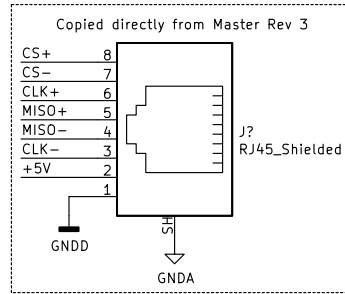 Copied directly from Master Rev 3
CS+ 8
CS- 7
CLK+ 6
MISO+ 5
MISO- 4
CLK- 3
+5V 2
1
J?
RJ45_Shielded
SH
GNDD
GNDA